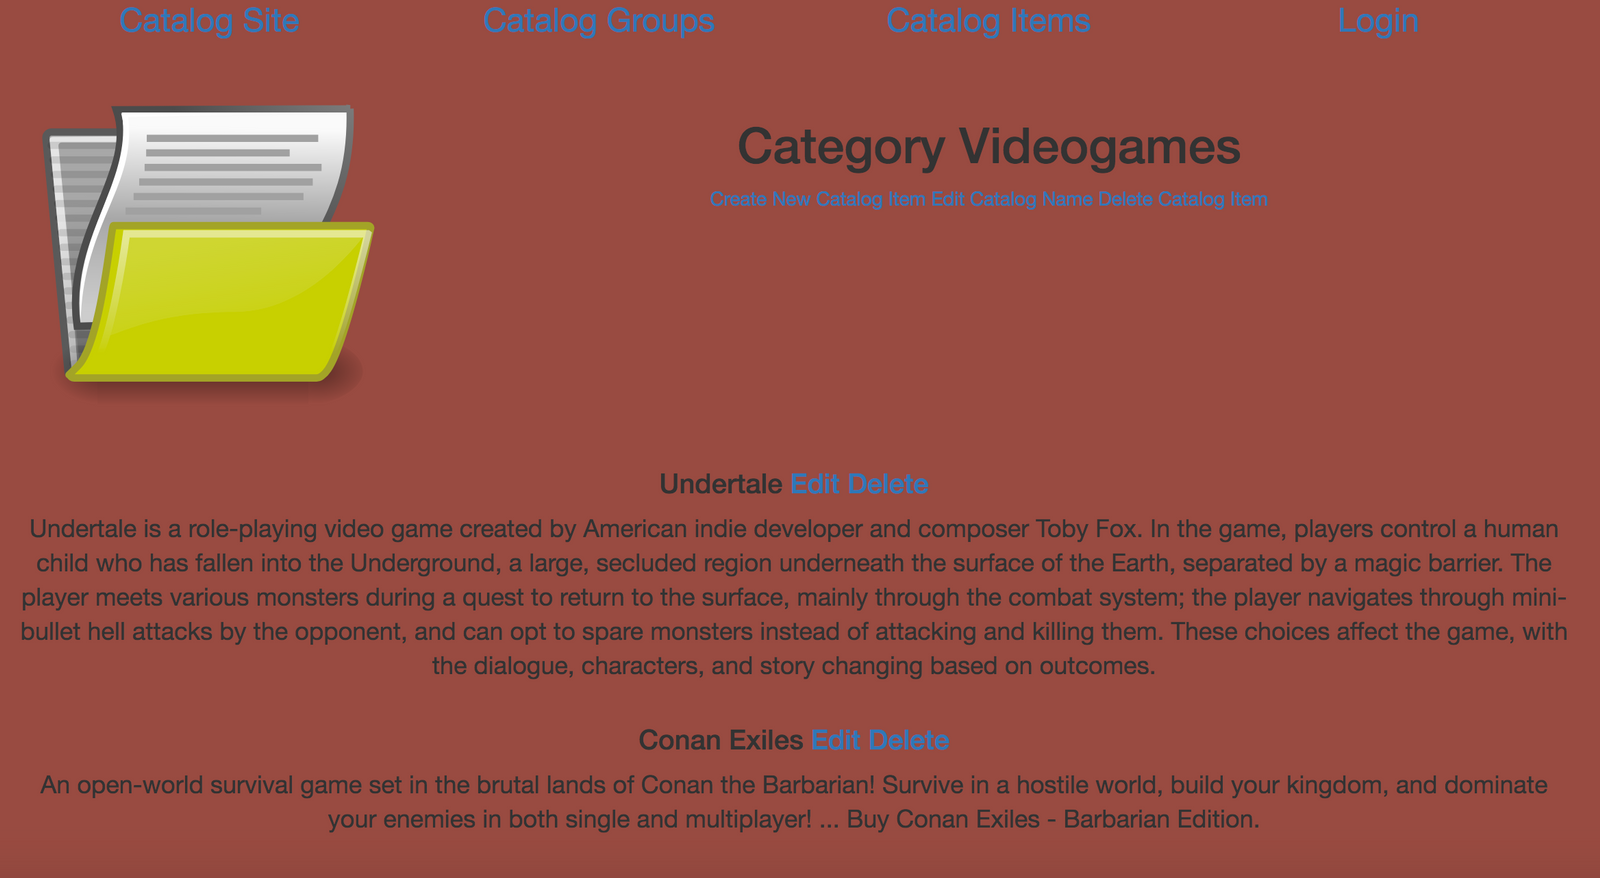 Catalog Site Catalog Groups Catalog Items Login
Category Videogames
Create New Catalog Item Edit Catalog Name Delete Catalog Item
Undertale Edit Delete
Undertale is a role-playing video game created by American indie developer and composer Toby Fox. In the game, players control a human
child who has fallen into the Underground, a large, secluded region underneath the surface of the Earth, separated by a magic barrier. The
player meets various monsters during a quest to return to the surface, mainly through the combat system; the player navigates through mini-
bullet hell attacks by the opponent, and can opt to spare monsters instead of attacking and killing them. These choices affect the game, with
the dialogue, characters, and story changing based on outcomes.
Conan Exiles Edit Delete
An open-world survival game set in the brutal lands of Conan the Barbarian! Survive in a hostile world, build your kingdom, and dominate
your enemies in both single and multiplayer! ... Buy Conan Exiles - Barbarian Edition.